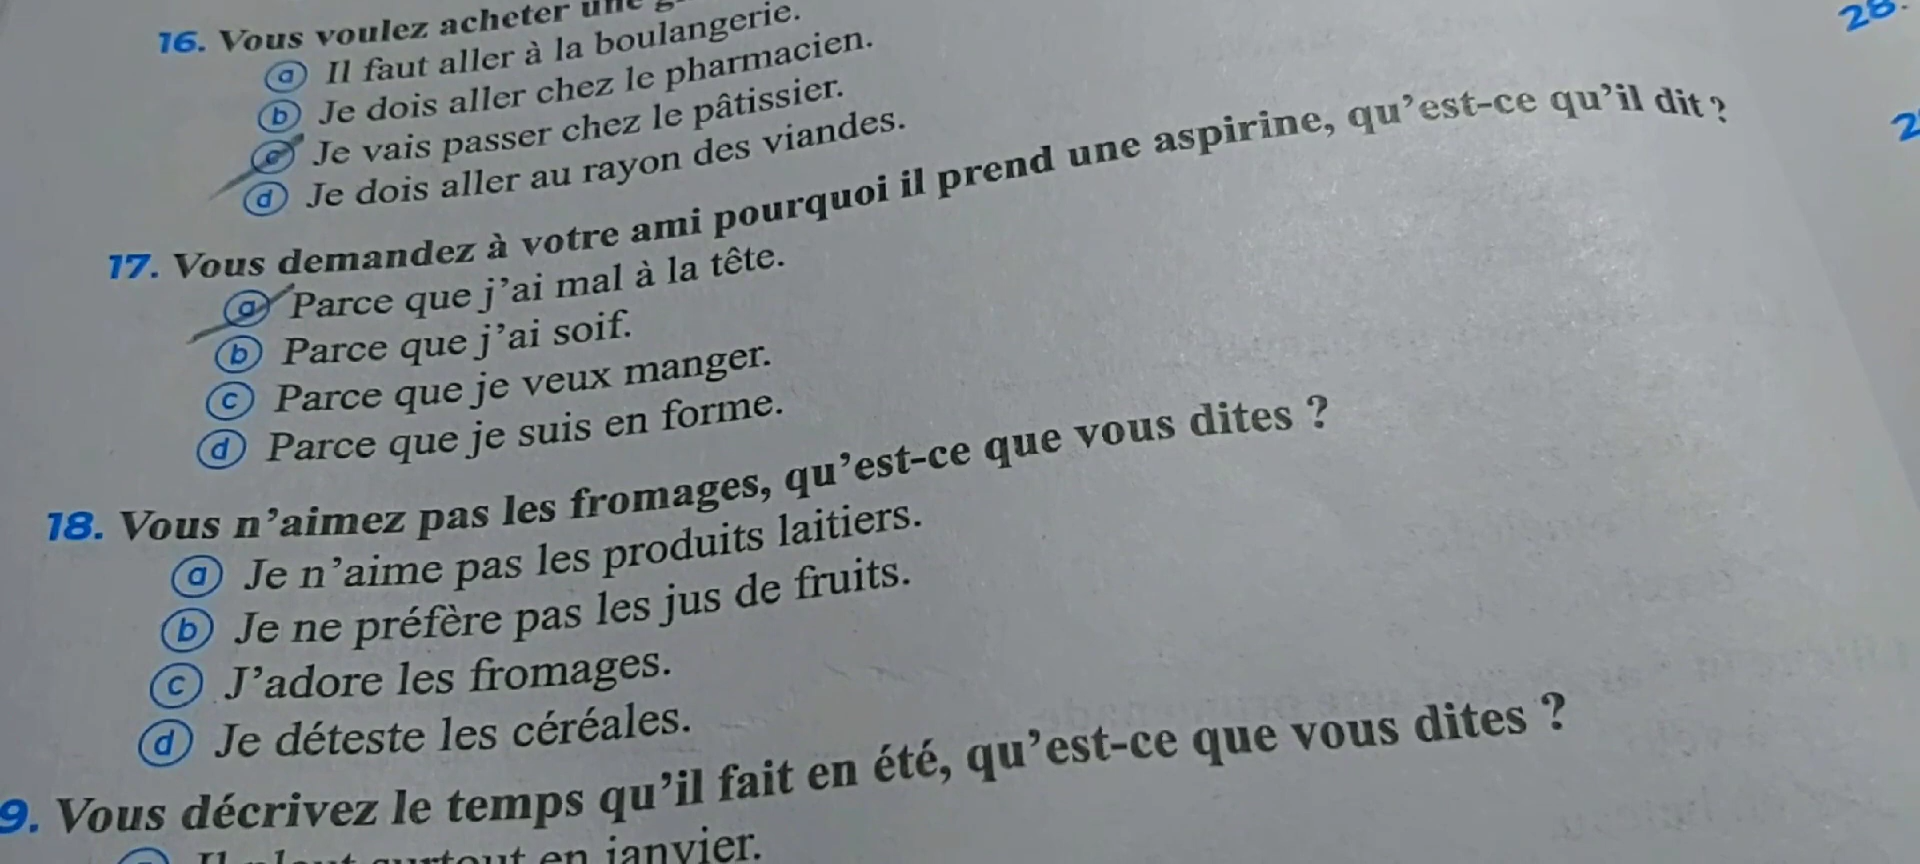 16. Vous voulez acheter une
ⓐ Il faut aller à la boulangerie.
ⓑ Je dois aller chez le pharmacien.
ⓒ Je vais passer chez le pâtissier.
ⓓ Je dois aller au rayon des viandes.
17. Vous demandez à votre ami pourquoi il prend une aspirine, qu'est-ce qu'il dit ?
ⓐ Parce que j'ai mal à la tête.
ⓑ Parce que j'ai soif.
ⓒ Parce que je veux manger.
ⓓ Parce que je suis en forme.
18. Vous n'aimez pas les fromages, qu'est-ce que vous dites ?
ⓐ Je n'aime pas les produits laitiers.
ⓑ Je ne préfère pas les jus de fruits.
ⓒ J'adore les fromages.
ⓓ Je déteste les céréales.
9. Vous décrivez le temps qu'il fait en été, qu'est-ce que vous dites ?
Il pleut surtout en janvier.
28.
2